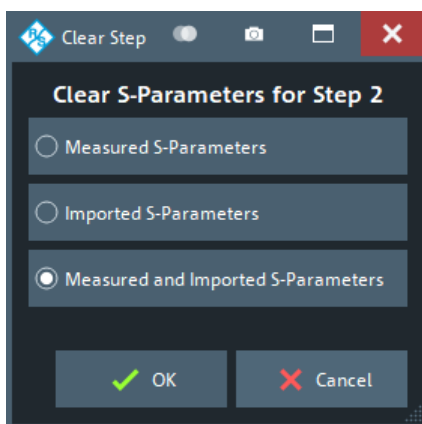 R&S Clear Step
Clear S-Parameters for Step 2
Measured S-Parameters
Imported S-Parameters
Measured and Imported S-Parameters
OK
Cancel